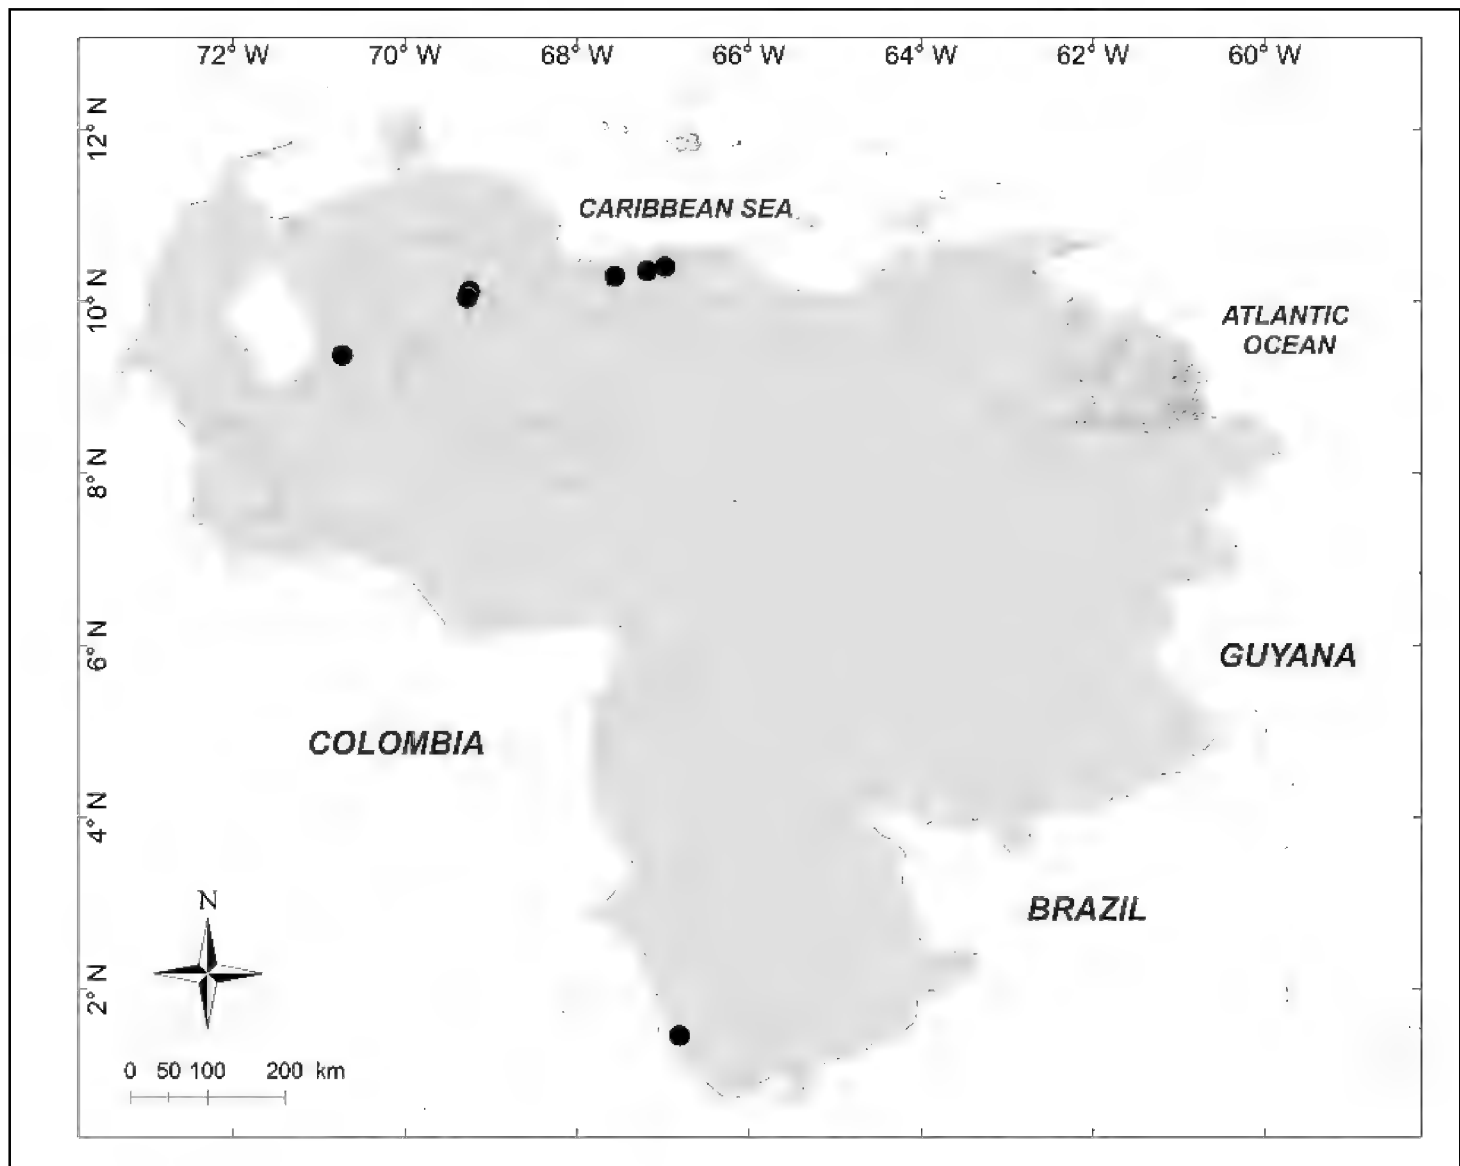 72° W 70° W 68° W 66° W 64° W 62° W 60° W
12° N
CARIBBEAN SEA
10° N
ATLANTIC
OCEAN
8° N
6° N
GUYANA
COLOMBIA
4° N
N
BRAZIL
2° N
0 50 100 200 km